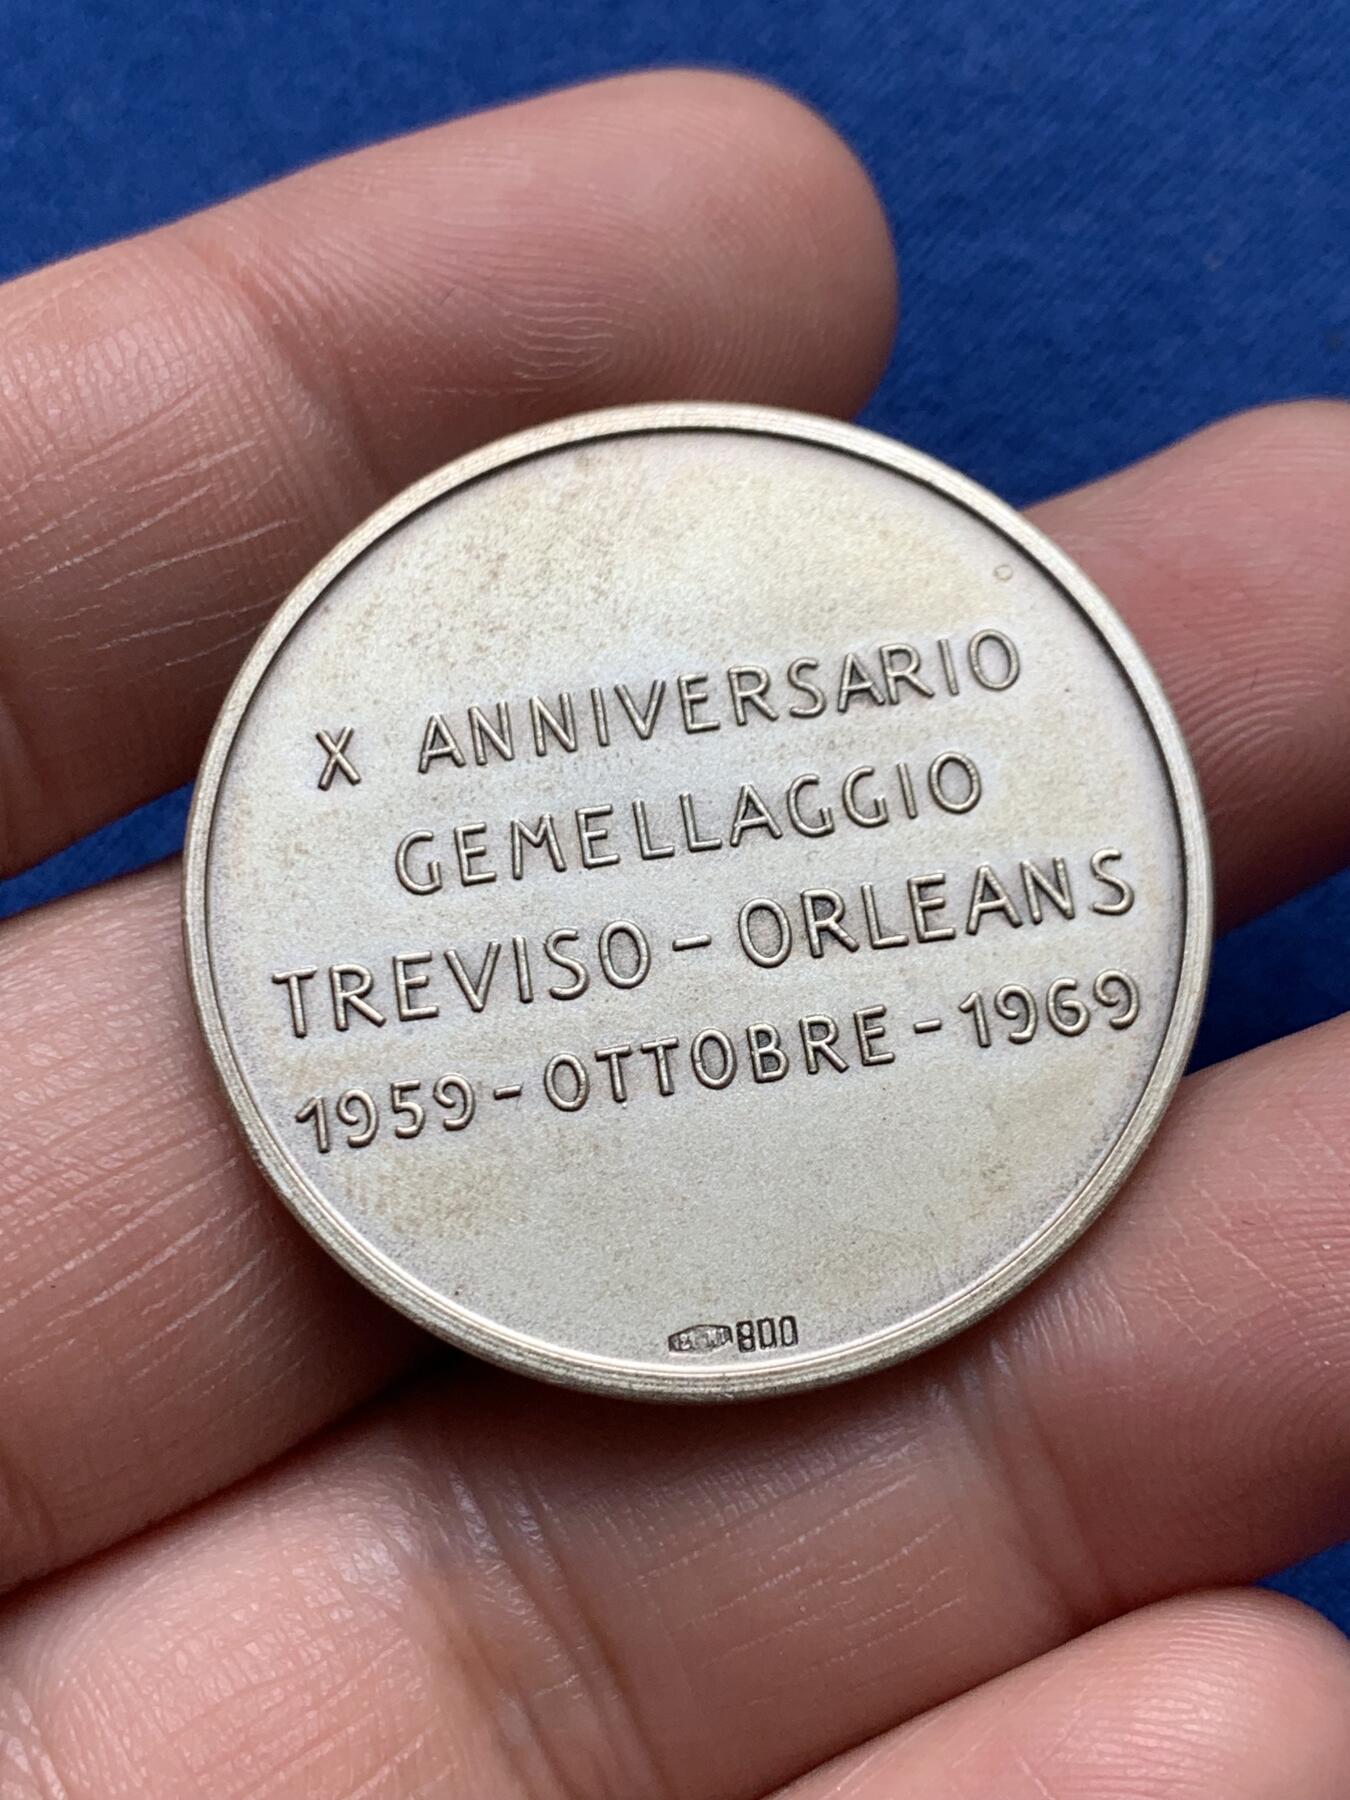 X ANNIVERSARIO
GEMELLAGGIO
TREVISO - ORLEANS
1959 - OTTOBRE - 1969
800